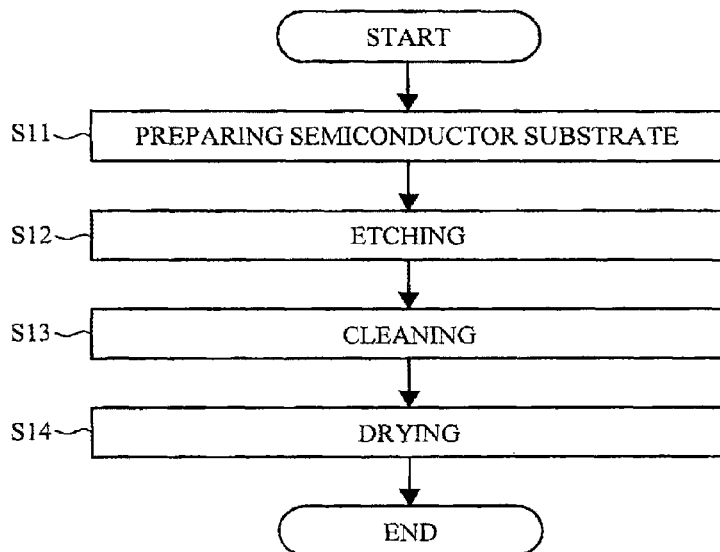 START
S11 PREPARING SEMICONDUCTOR SUBSTRATE
S12 ETCHING
S13 CLEANING
S14 DRYING
END